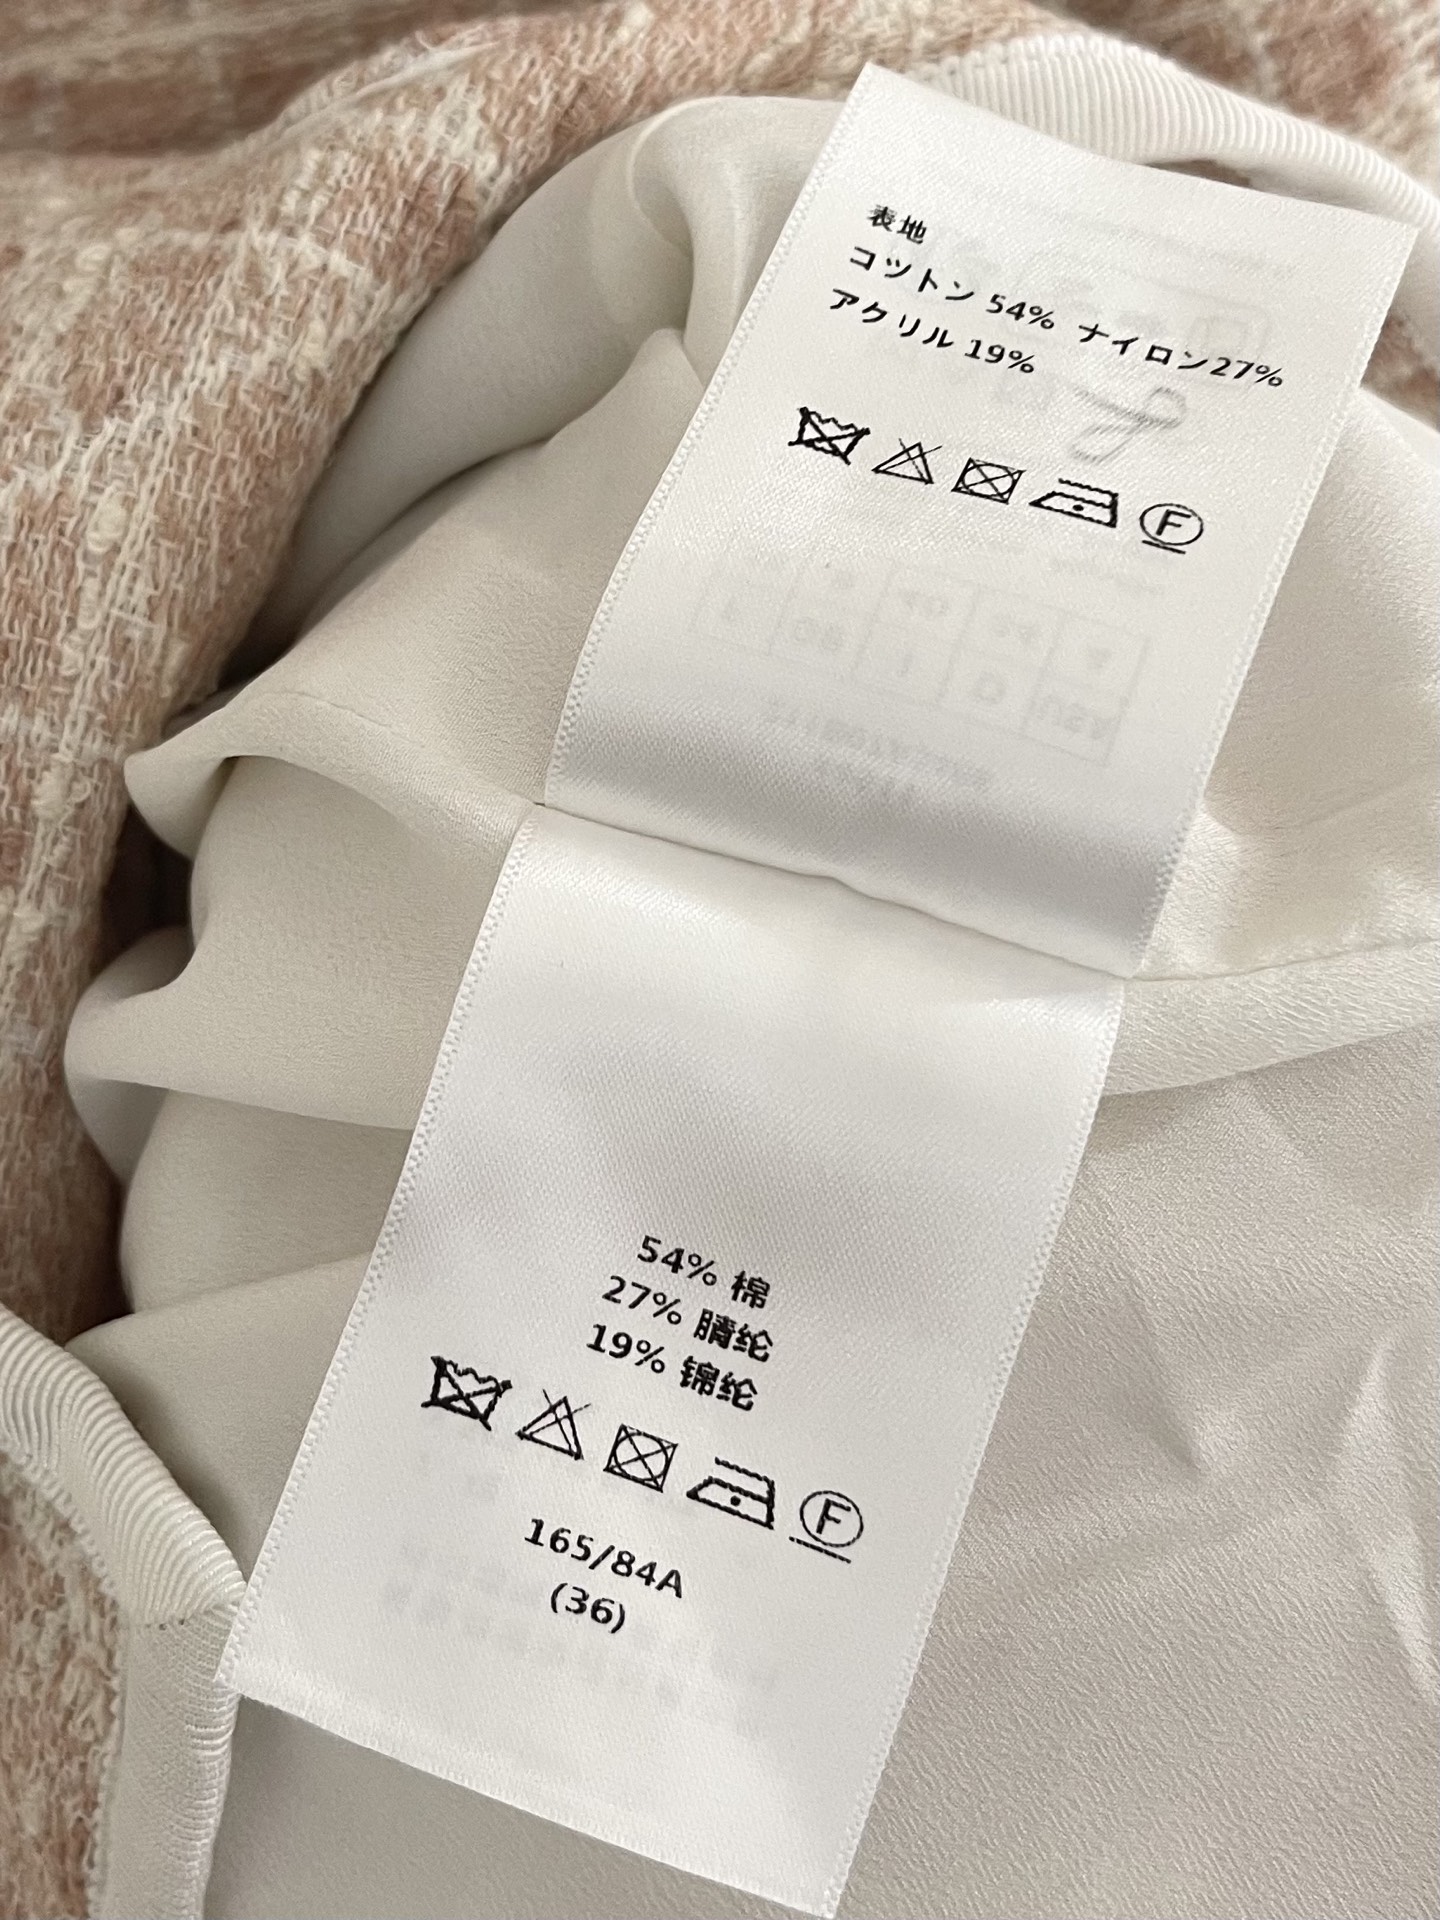 表地
コットン 54% ナイロン27%
アクリル 19%
F
54% 棉
27% 腈纶
19% 锦纶
F
165/84A
(36)